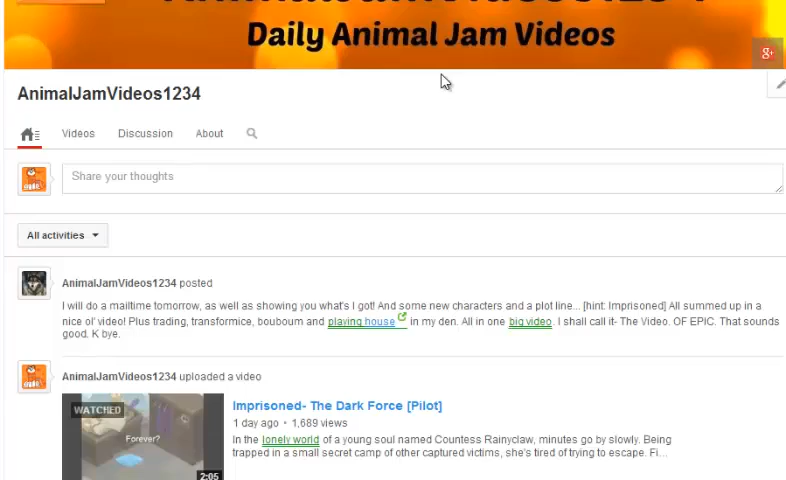 Daily Animal Jam Videos
AnimalJamVideos1234
Videos Discussion About
Share your thoughts
All activities
AnimalJamVideos1234 posted
I will do a mailtime tomorrow, as well as showing you what's I got! And some new characters and a plot line... [hint: Imprisoned] All summed up in a
nice ol' video! Plus trading, transformice, bouboum and playing house in my den. All in one big video. I shall call it- The Video. OF EPIC. That sounds
good. K bye.
AnimalJamVideos1234 uploaded a video
WATCHED
Forever?
2:05
Imprisoned- The Dark Force [Pilot]
1 day ago • 1,689 views
In the lonely world of a young soul named Countess Rainyclaw, minutes go by slowly. Being
trapped in a small secret camp of other captured victims, she's tired of trying to escape. Fi...